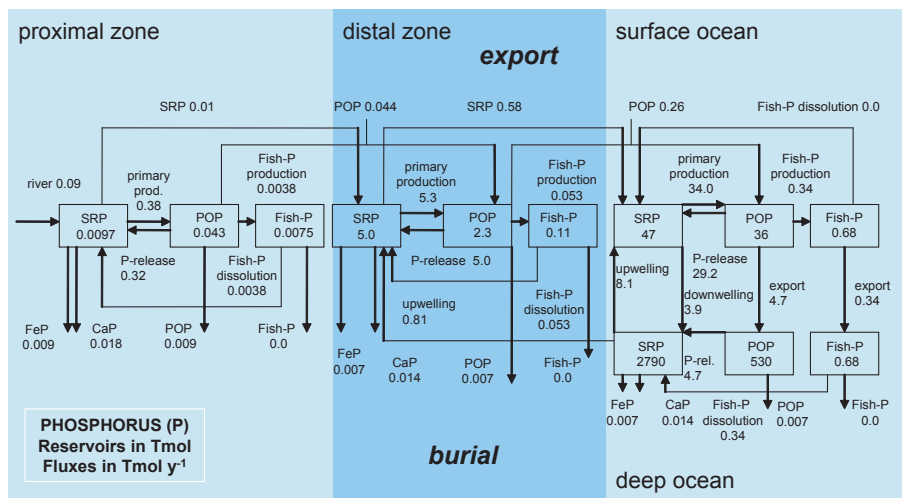 proximal zone
distal zone
surface ocean
export
SRP 0.01
POP 0.044
SRP 0.58
POP 0.26
Fish-P dissolution 0.0
river 0.09
primary
prod.
0.38
Fish-P
production
0.0038
primary
production
5.3
Fish-P
production
0.053
primary
production
34.0
Fish-P
production
0.34
SRP
0.0097
POP
0.043
Fish-P
0.0075
SRP
5.0
POP
2.3
Fish-P
0.11
SRP
47
POP
36
Fish-P
0.68
P-release
0.32
Fish-P
dissolution
0.0038
P-release 5.0
upwelling
0.81
Fish-P
dissolution
0.053
upwelling
8.1
P-release
29.2
downwelling
3.9
export
4.7
export
0.34
FeP
0.009
CaP
0.018
POP
0.009
Fish-P
0.0
FeP
0.007
CaP
0.014
POP
0.007
Fish-P
0.0
SRP
2790
P-rel.
4.7
POP
530
Fish-P
0.68
FeP
0.007
CaP
0.014
Fish-P
dissolution
0.34
POP
0.007
Fish-P
0.0
PHOSPHORUS (P)
Reservoirs in Tmol
Fluxes in Tmol y-1
burial
deep ocean